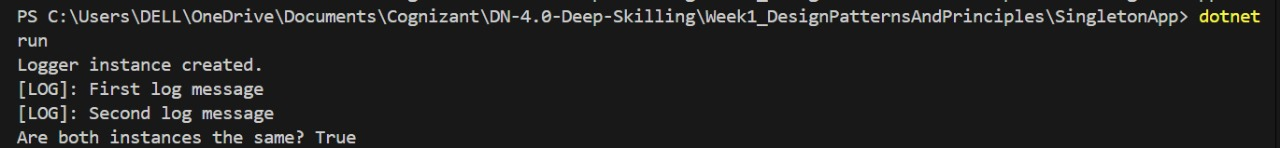 PS C:\Users\DELL\OneDrive\Documents\Cognizant\DN-4.0-Deep-Skilling\Week1_DesignPatternsAndPrinciples\SingletonApp> dotnet
run
Logger instance created.
[LOG]: First log message
[LOG]: Second log message
Are both instances the same? True